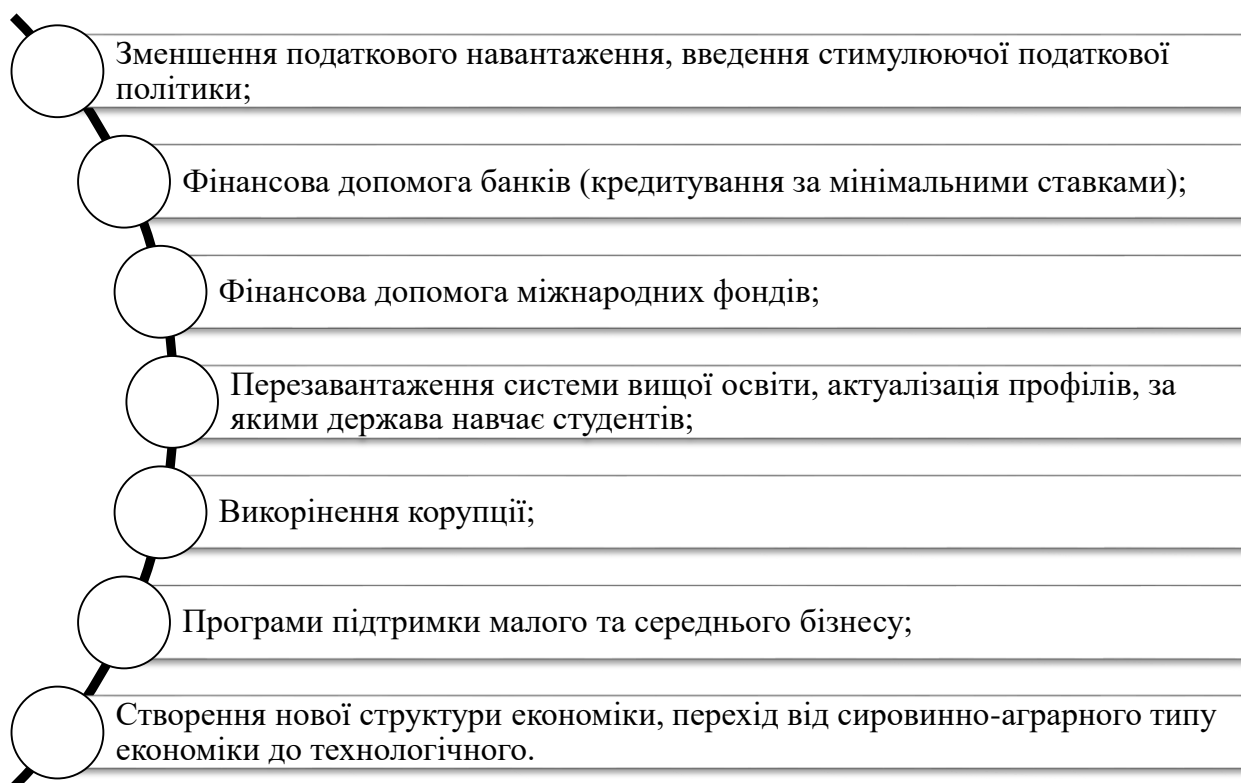 Зменшення податкового навантаження, введення стимулюючої податкової
політики;
Фінансова допомога банків (кредитування за мінімальними ставками);
Фінансова допомога міжнародних фондів;
Перезавантаження системи вищої освіти, актуалізація профілів, за
якими держава навчає студентів;
Викорінення корупції;
Програми підтримки малого та середнього бізнесу;
Створення нової структури економіки, перехід від сировинно-аграрного типу
економіки до технологічного.